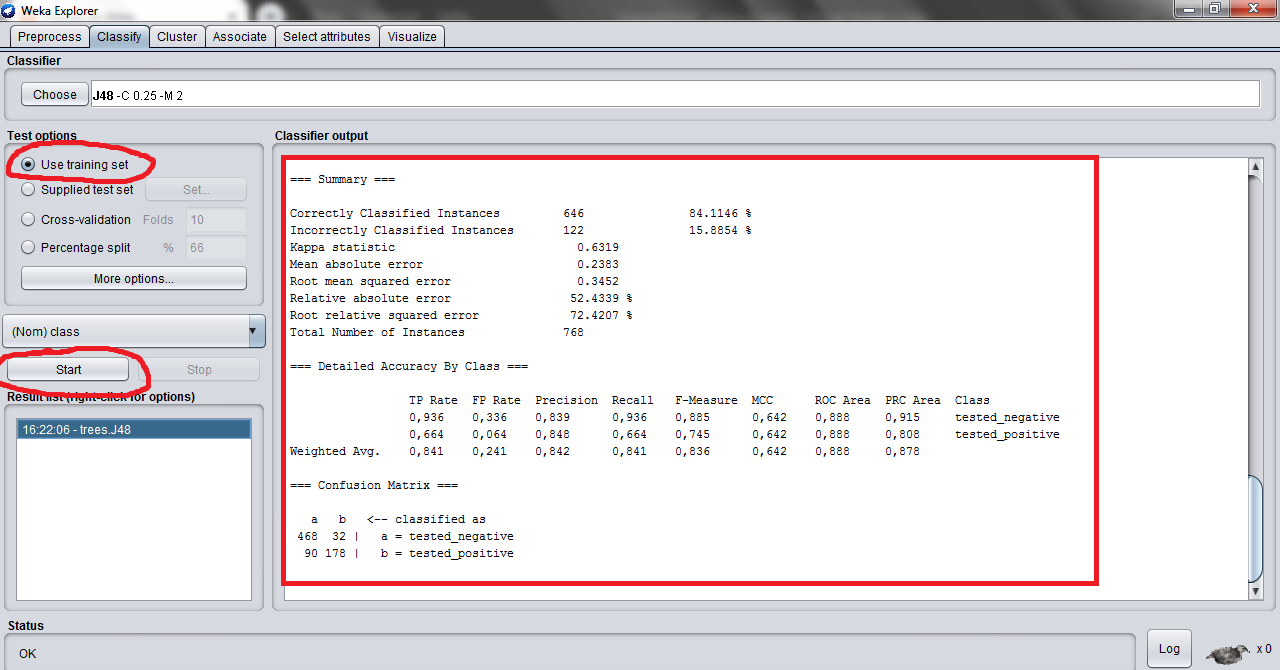 Weka Explorer
Preprocess Classify Cluster Associate Select attributes Visualize
Classifier
Choose J48 -C 0.25 -M 2
Test options
Use training set
Supplied test set Set...
Cross-validation Folds 10
Percentage split % 66
More options...
(Nom) class
Start Stop
Result list (right-click for options)
16:22:06 - trees.J48
Classifier output
=== Summary ===
Correctly Classified Instances 646 84.1146 %
Incorrectly Classified Instances 122 15.8854 %
Kappa statistic 0.6319
Mean absolute error 0.2383
Root mean squared error 0.3452
Relative absolute error 52.4339 %
Root relative squared error 72.4207 %
Total Number of Instances 768
=== Detailed Accuracy By Class ===
TP Rate FP Rate Precision Recall F-Measure MCC ROC Area PRC Area Class
0,936 0,336 0,839 0,936 0,885 0,642 0,888 0,915 tested_negative
0,664 0,064 0,848 0,664 0,745 0,642 0,888 0,808 tested_positive
Weighted Avg. 0,841 0,241 0,842 0,841 0,836 0,642 0,888 0,878
=== Confusion Matrix ===
a b <-- classified as
468 32 | a = tested_negative
90 178 | b = tested_positive
Status
OK
Log x 0